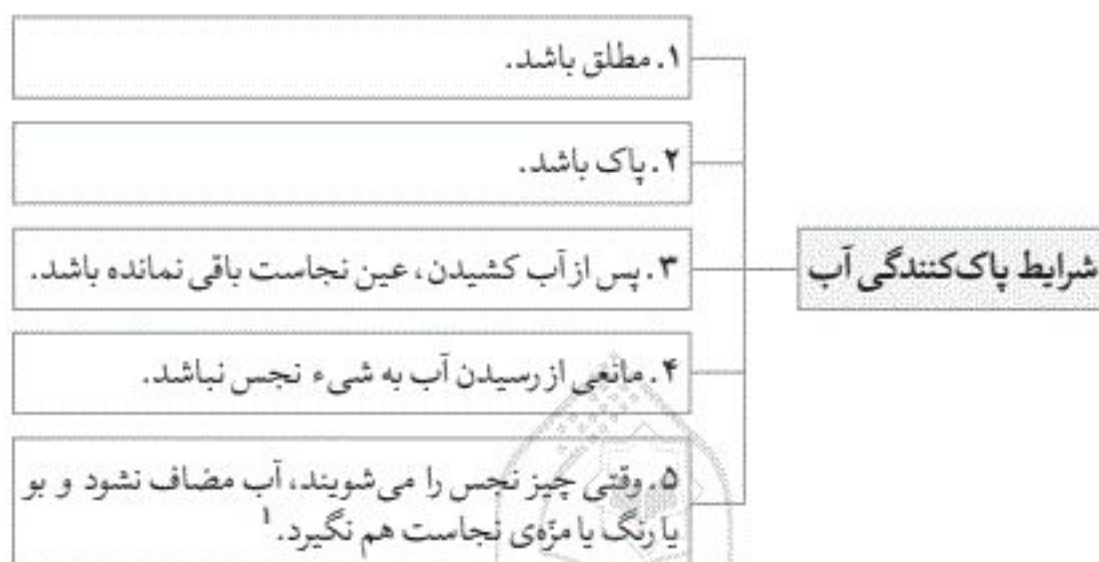 شرایط پاک‌کنندگی آب
۱. مطلق باشد.
۲. پاک باشد.
۳. پس از آب کشیدن، عین نجاست باقی نمانده باشد.
۴. مانعی از رسیدن آب به شیء نجس نباشد.
۵. وقتی چیز نجس را می‌شویند، آب مضاف نشود و بو
یا رنگ یا مزّه‌ی نجاست هم نگیرد.۱